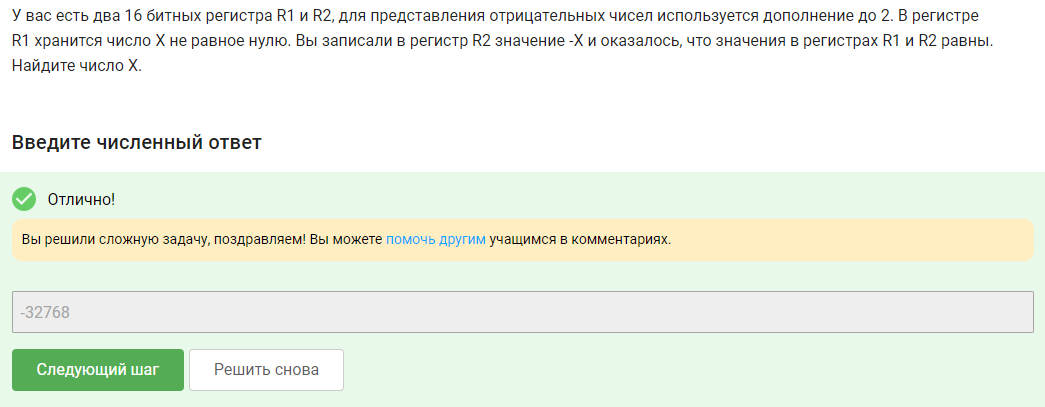 У вас есть два 16 битных регистра R1 и R2, для представления отрицательных чисел используется дополнение до 2. В регистре
R1 хранится число X не равное нулю. Вы записали в регистр R2 значение -X и оказалось, что значения в регистрах R1 и R2 равны.
Найдите число X.
Введите численный ответ
Отлично!
Вы решили сложную задачу, поздравляем! Вы можете помочь другим учащимся в комментариях.
-32768
Следующий шаг
Решить снова